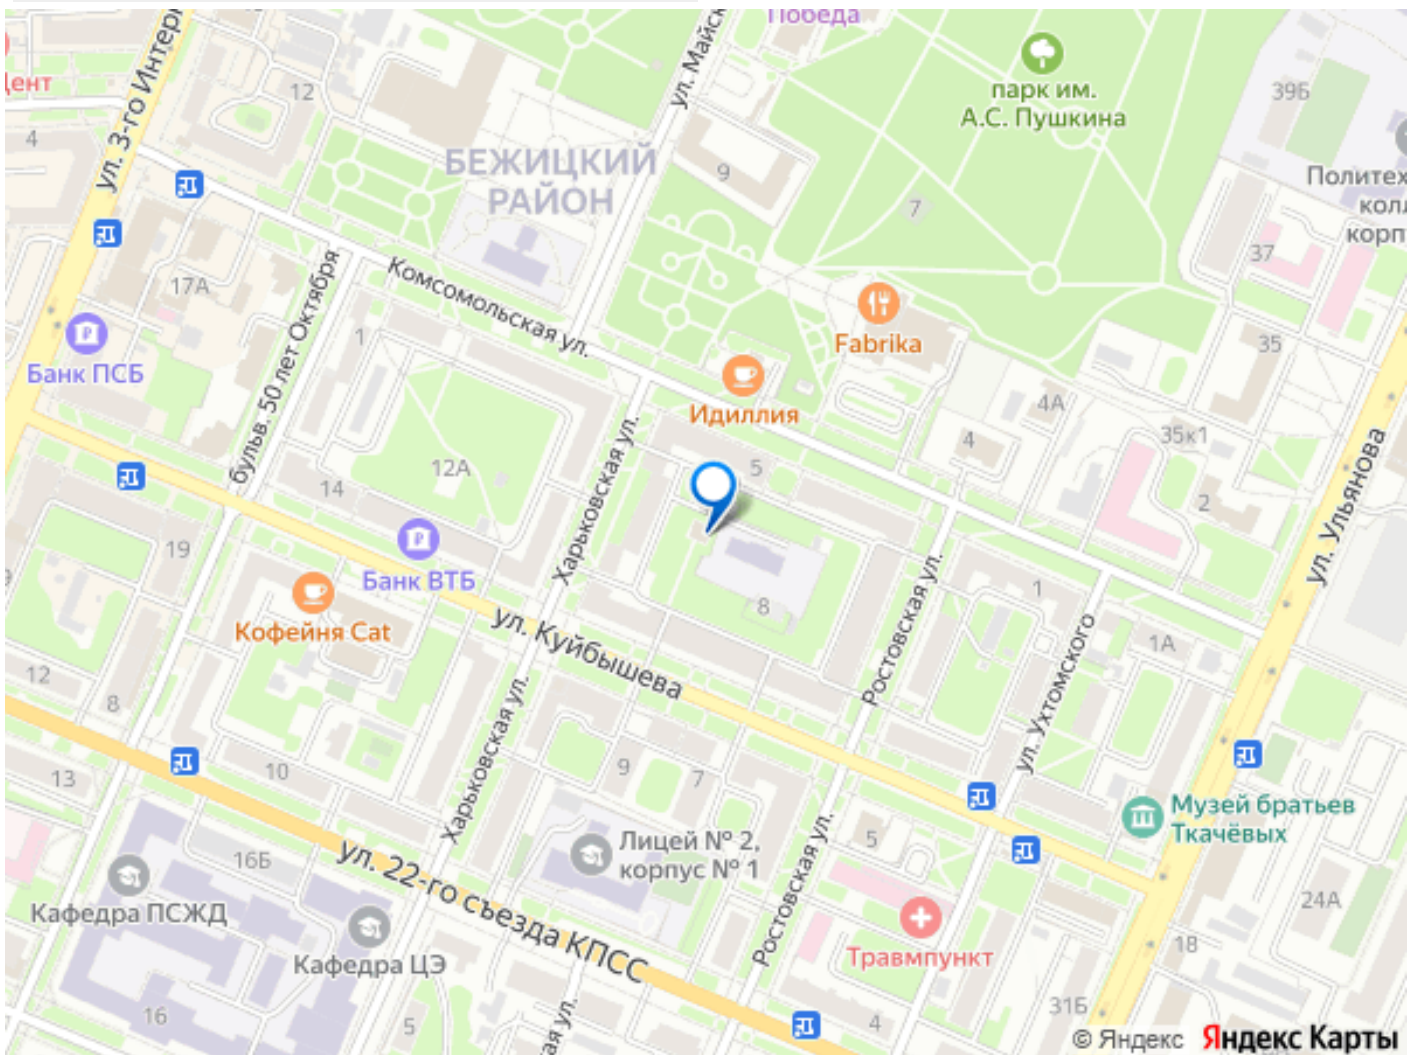 Победа
ул. Майск
ул. 3-го Интерн
ент
12
4
парк им.
А.С. Пушкина
39Б
БЕЖИЦКИЙ
РАЙОН
9
7
Политех
колл
корп
37
17А
Комсомольская ул.
бульв. 50 лет Октября
1
Банк ПСБ
Fabrika
35
Идиллия
4А
4
35к1
Харьковская ул.
12А
14
5
2
ул. Ульянова
19
Банк ВТБ
Кофейня Cat
ул. Куйбышева
8
Ростовская ул.
1
1А
ул. Ухтомского
12
8
Харьковская ул.
13
10
9
7
Музей братьев
Ткачёвых
5
Лицей № 2,
корпус № 1
16Б
ул. 22-го съезда КПСС
Ростовская ул.
Кафедра ПСЖД
Кафедра ЦЭ
Травмпункт
24А
18
16
5
ая ул.
4
31Б
© Яндекс Яндекс Карты